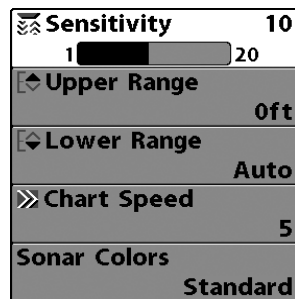 Sensitivity 10
1 20
Upper Range
0ft
Lower Range
Auto
Chart Speed
5
Sonar Colors
Standard